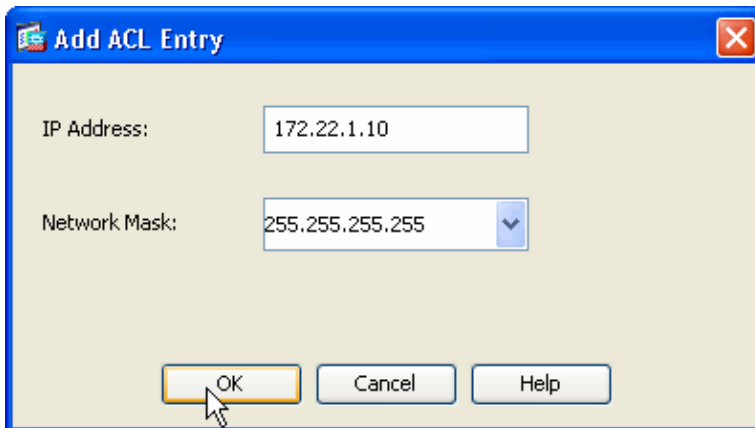 Add ACL Entry
IP Address: 172.22.1.10
Network Mask: 255.255.255.255
OK Cancel Help